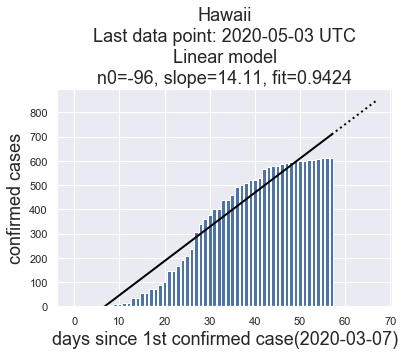 Hawaii
Last data point: 2020-05-03 UTC
Linear model
n0=-96, slope=14.11, fit=0.9424
800
700
600
500
400
300
200
100
0
confirmed cases
0 10 20 30 40 50 60 70
days since 1st confirmed case(2020-03-07)